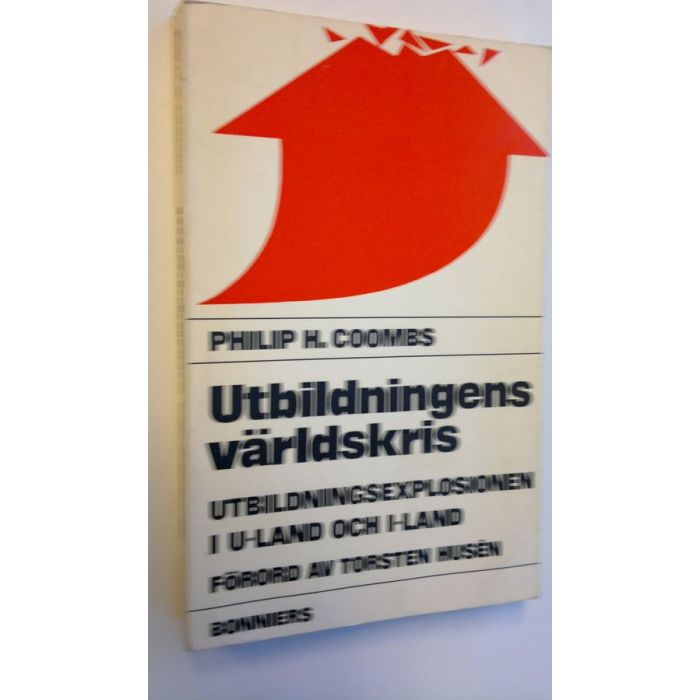 PHILIP H. COOMBS
Utbildningens
världskris
UTBILDNINGSEXPLOSIONEN
I U-LAND OCH I-LAND
FÖRORD AV TORSTEN HUSÉN
BONNIERS